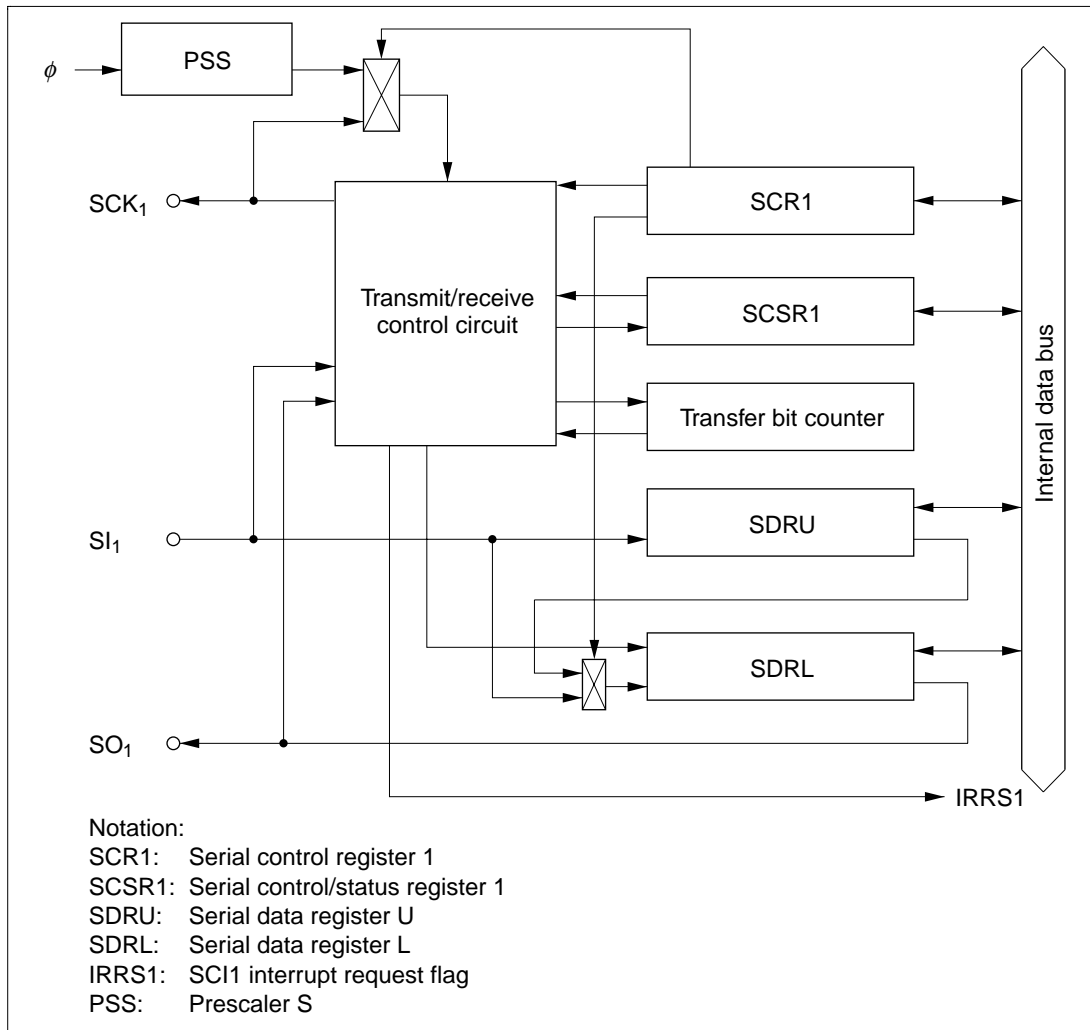 PSS
ϕ
SCK1
SCR1
Transmit/receive
control circuit
SCSR1
Transfer bit counter
Internal data bus
SI1
SDRU
SDRL
SO1
IRRS1
Notation:
SCR1: Serial control register 1
SCSR1: Serial control/status register 1
SDRU: Serial data register U
SDRL: Serial data register L
IRRS1: SCI1 interrupt request flag
PSS: Prescaler S